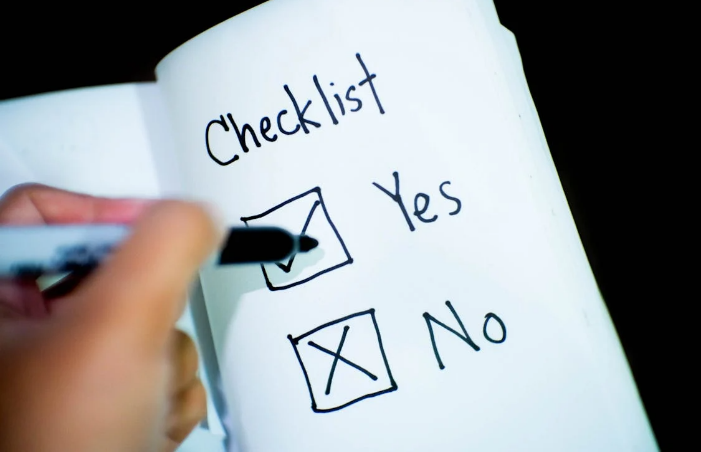 Checklist
Yes
No